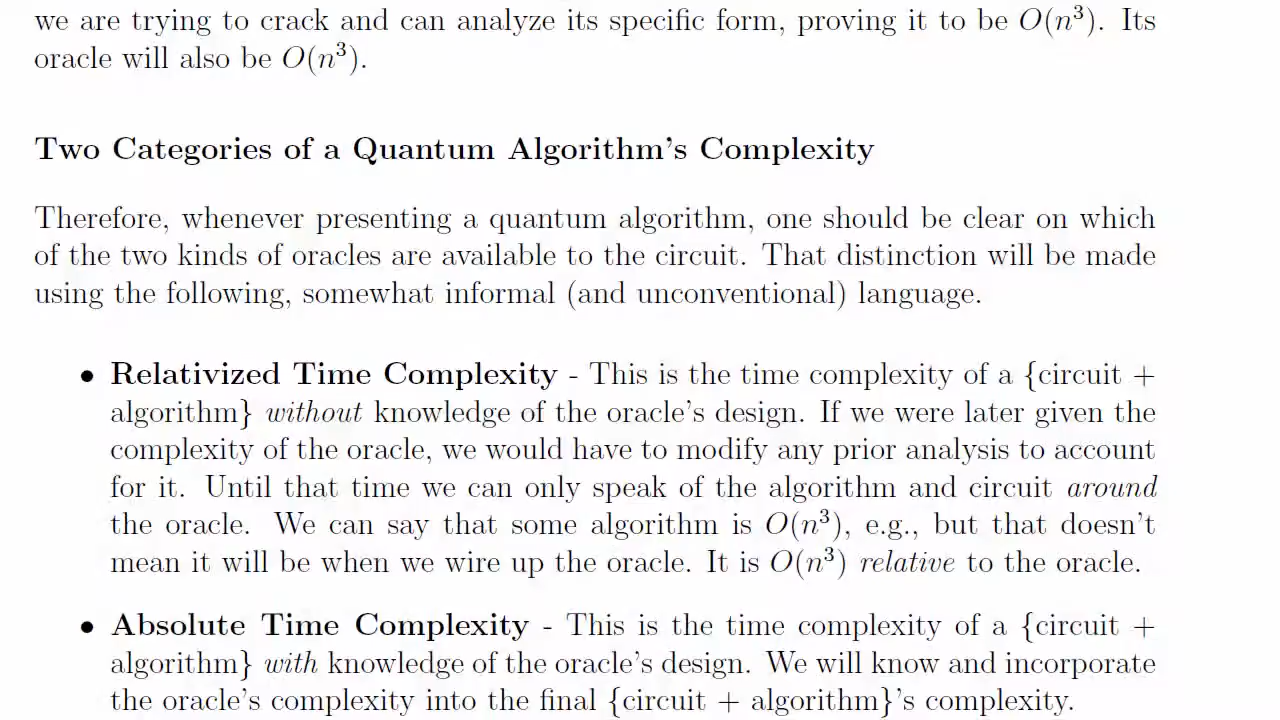 we are trying to crack and can analyze its specific form, proving it to be O(n³). Its
oracle will also be O(n³).
Two Categories of a Quantum Algorithm's Complexity
Therefore, whenever presenting a quantum algorithm, one should be clear on which
of the two kinds of oracles are available to the circuit. That distinction will be made
using the following, somewhat informal (and unconventional) language.
• Relativized Time Complexity - This is the time complexity of a {circuit +
algorithm} without knowledge of the oracle's design. If we were later given the
complexity of the oracle, we would have to modify any prior analysis to account
for it. Until that time we can only speak of the algorithm and circuit around
the oracle. We can say that some algorithm is O(n³), e.g., but that doesn't
mean it will be when we wire up the oracle. It is O(n³) relative to the oracle.
• Absolute Time Complexity - This is the time complexity of a {circuit +
algorithm} with knowledge of the oracle's design. We will know and incorporate
the oracle's complexity into the final {circuit + algorithm}'s complexity.